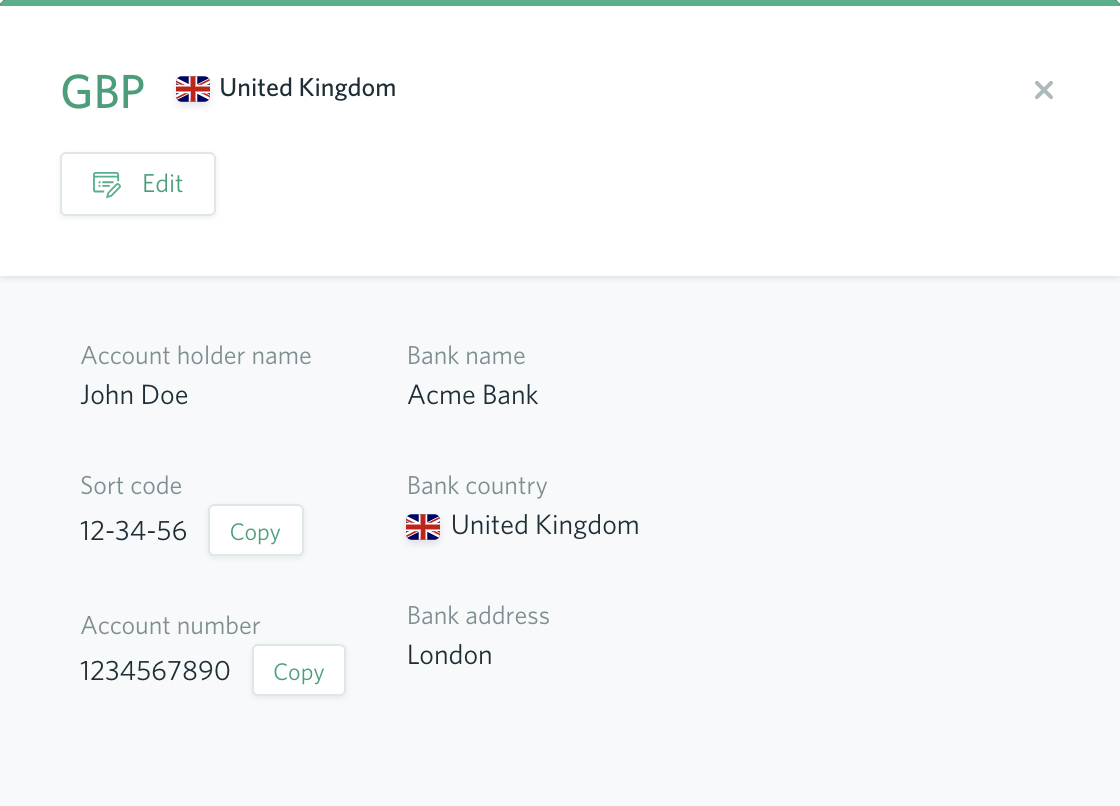 GBP United Kingdom
Edit
Account holder name
John Doe
Bank name
Acme Bank
Sort code
12-34-56 Copy
Bank country
United Kingdom
Account number
1234567890 Copy
Bank address
London